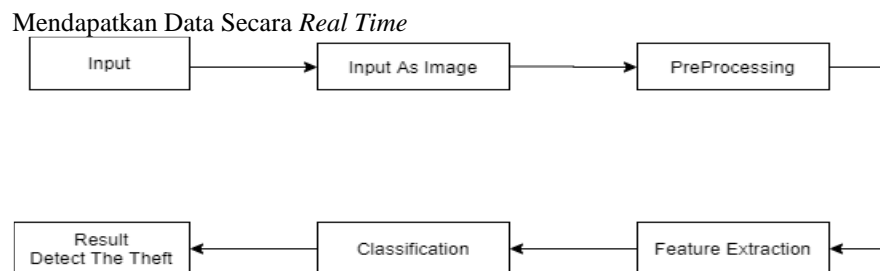 Mendapatkan Data Secara Real Time
Input
Input As Image
PreProcessing
Feature Extraction
Classification
Result
Detect The Theft